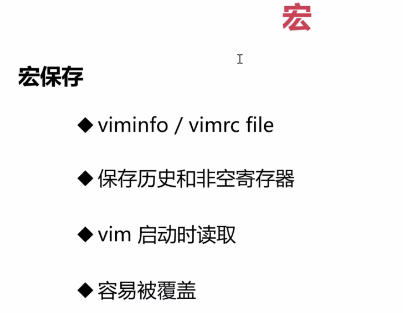 宏
宏保存
◆ viminfo / vimrc file
◆ 保存历史和非空寄存器
◆ vim 启动时读取
◆ 容易被覆盖